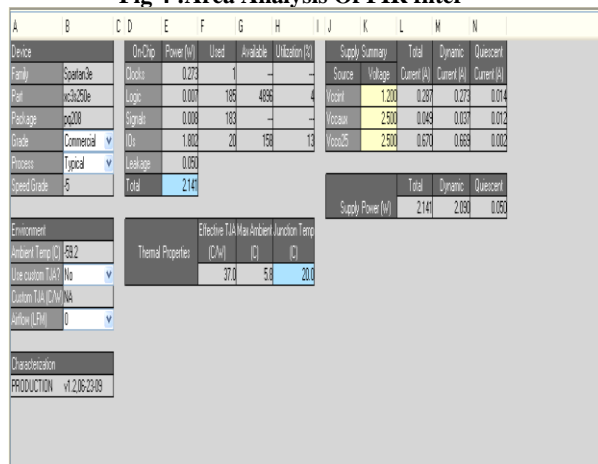 Fig 4 :Area Analysis Of FIR filter
A B C D E F G H I J K L M N
Device
Family Spartan3e
Part xc3s250e
Package pq208
Grade Commercial
Process Typical
Speed Grade -5
Environment
Ambient Temp (C) -59.2
Use custom TJA? No
Custom TJA (C/W) NA
Airflow (LFM) 0
Characterization
PRODUCTION v1.2,06-23-09
On-Chip Power (W) Used Available Utilization (%)
Clocks 0.273 1 -- --
Logic 0.007 185 4896 4
Signals 0.008 183 -- --
IOs 1.802 20 158 13
Leakage 0.050
Total 2.141
Effective TJA Max Ambient Junction Temp
Thermal Properties (C/W) (C) (C)
37.0 5.8 20.0
Supply Summary Total Dynamic Quiescent
Source Voltage Current (A) Current (A) Current (A)
Vccint 1.200 0.287 0.273 0.014
Vccaux 2.500 0.049 0.037 0.012
Vcco25 2.500 0.670 0.669 0.002
Total Dynamic Quiescent
Supply Power (W) 2.141 2.090 0.050